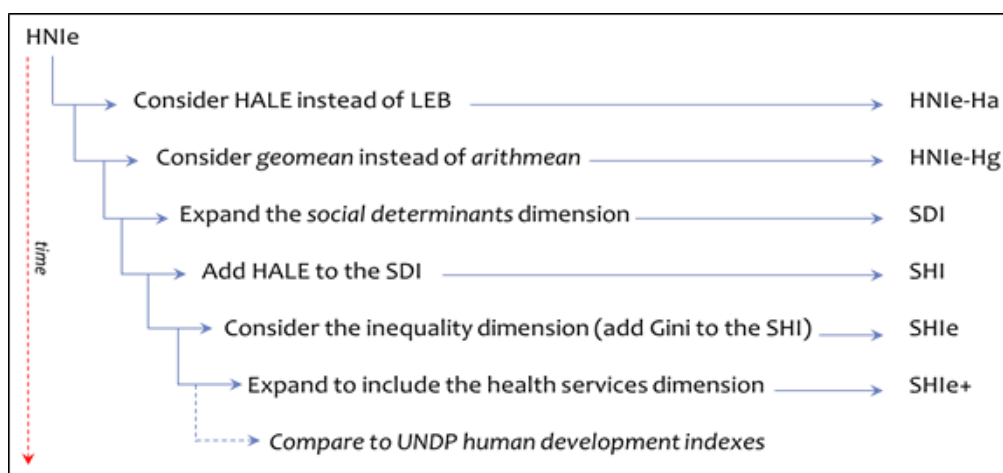 HNIe
Consider HALE instead of LEB HNIe-Ha
Consider geomean instead of arithmean HNIe-Hg
Expand the social determinants dimension SDI
time
Add HALE to the SDI SHI
Consider the inequality dimension (add Gini to the SHI) SHIe
Expand to include the health services dimension SHIe+
Compare to UNDP human development indexes